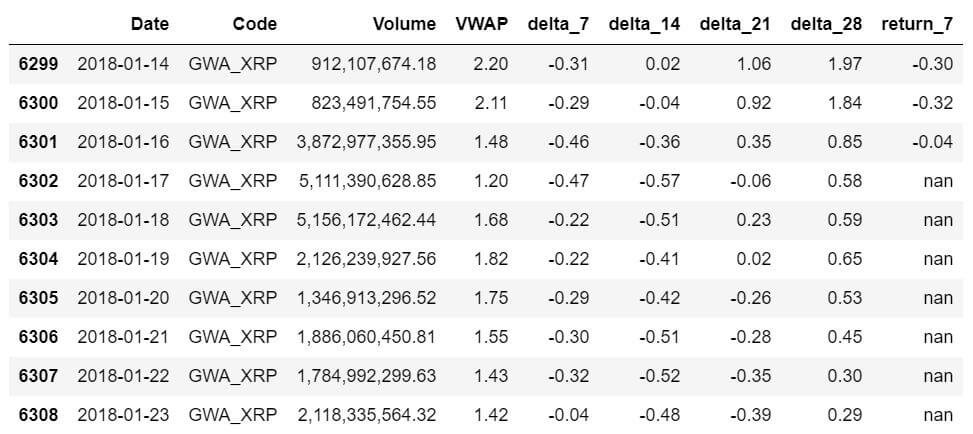 Date Code Volume VWAP delta_7 delta_14 delta_21 delta_28 return_7
6299 2018-01-14 GWA_XRP 912,107,674.18 2.20 -0.31 0.02 1.06 1.97 -0.30
6300 2018-01-15 GWA_XRP 823,491,754.55 2.11 -0.29 -0.04 0.92 1.84 -0.32
6301 2018-01-16 GWA_XRP 3,872,977,355.95 1.48 -0.46 -0.36 0.35 0.85 -0.04
6302 2018-01-17 GWA_XRP 5,111,390,628.85 1.20 -0.47 -0.57 -0.06 0.58 nan
6303 2018-01-18 GWA_XRP 5,156,172,462.44 1.68 -0.22 -0.51 0.23 0.59 nan
6304 2018-01-19 GWA_XRP 2,126,239,927.56 1.82 -0.22 -0.41 0.02 0.65 nan
6305 2018-01-20 GWA_XRP 1,346,913,296.52 1.75 -0.29 -0.42 -0.26 0.53 nan
6306 2018-01-21 GWA_XRP 1,886,060,450.81 1.55 -0.30 -0.51 -0.28 0.45 nan
6307 2018-01-22 GWA_XRP 1,784,992,299.63 1.43 -0.32 -0.52 -0.35 0.30 nan
6308 2018-01-23 GWA_XRP 2,118,335,564.32 1.42 -0.04 -0.48 -0.39 0.29 nan